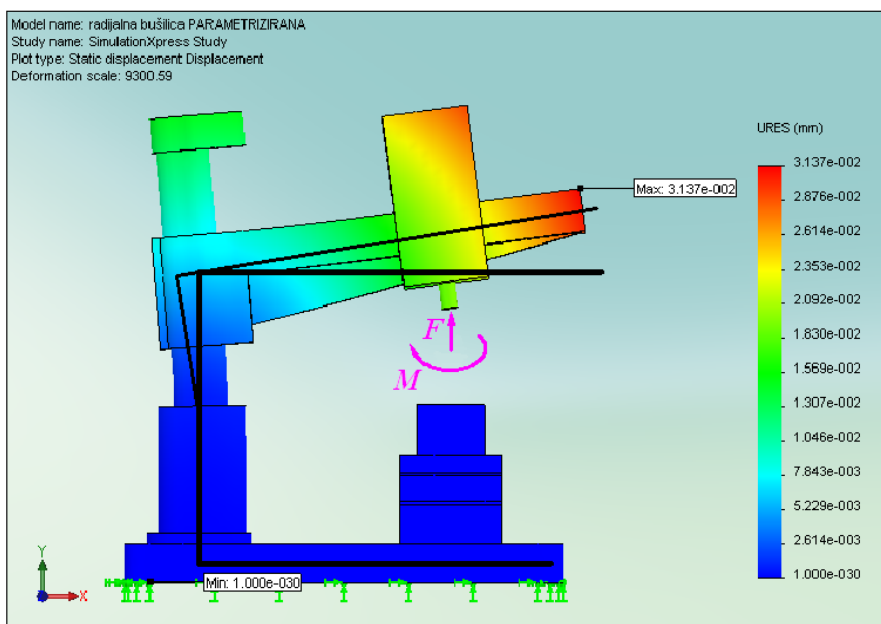 Model name: radijalna bušilica PARAMETRIZIRANA
Study name: SimulationXpress Study
Plot type: Static displacement Displacement
Deformation scale: 9300.59
URES (mm)
3.137e-002
2.876e-002
2.614e-002
2.353e-002
2.092e-002
1.830e-002
1.569e-002
1.307e-002
1.046e-002
7.843e-003
5.229e-003
2.614e-003
1.000e-030
Max: 3.137e-002
F
M
Min: 1.000e-030
Y
X